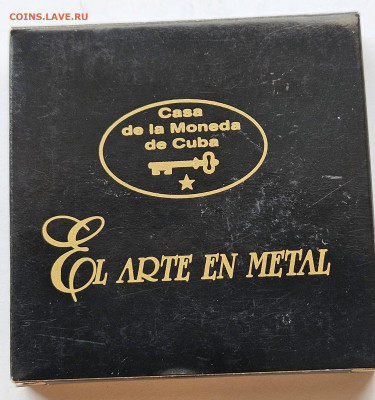 COINS.LAVE.RU
Casa
de la Moneda
de Cuba
El ARTE EN METAL